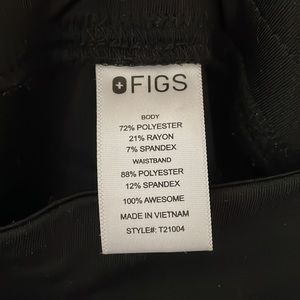 FIGS
BODY
72% POLYESTER
21% RAYON
7% SPANDEX
WAISTBAND
88% POLYESTER
12% SPANDEX
100% AWESOME
MADE IN VIETNAM
STYLE#: T21004